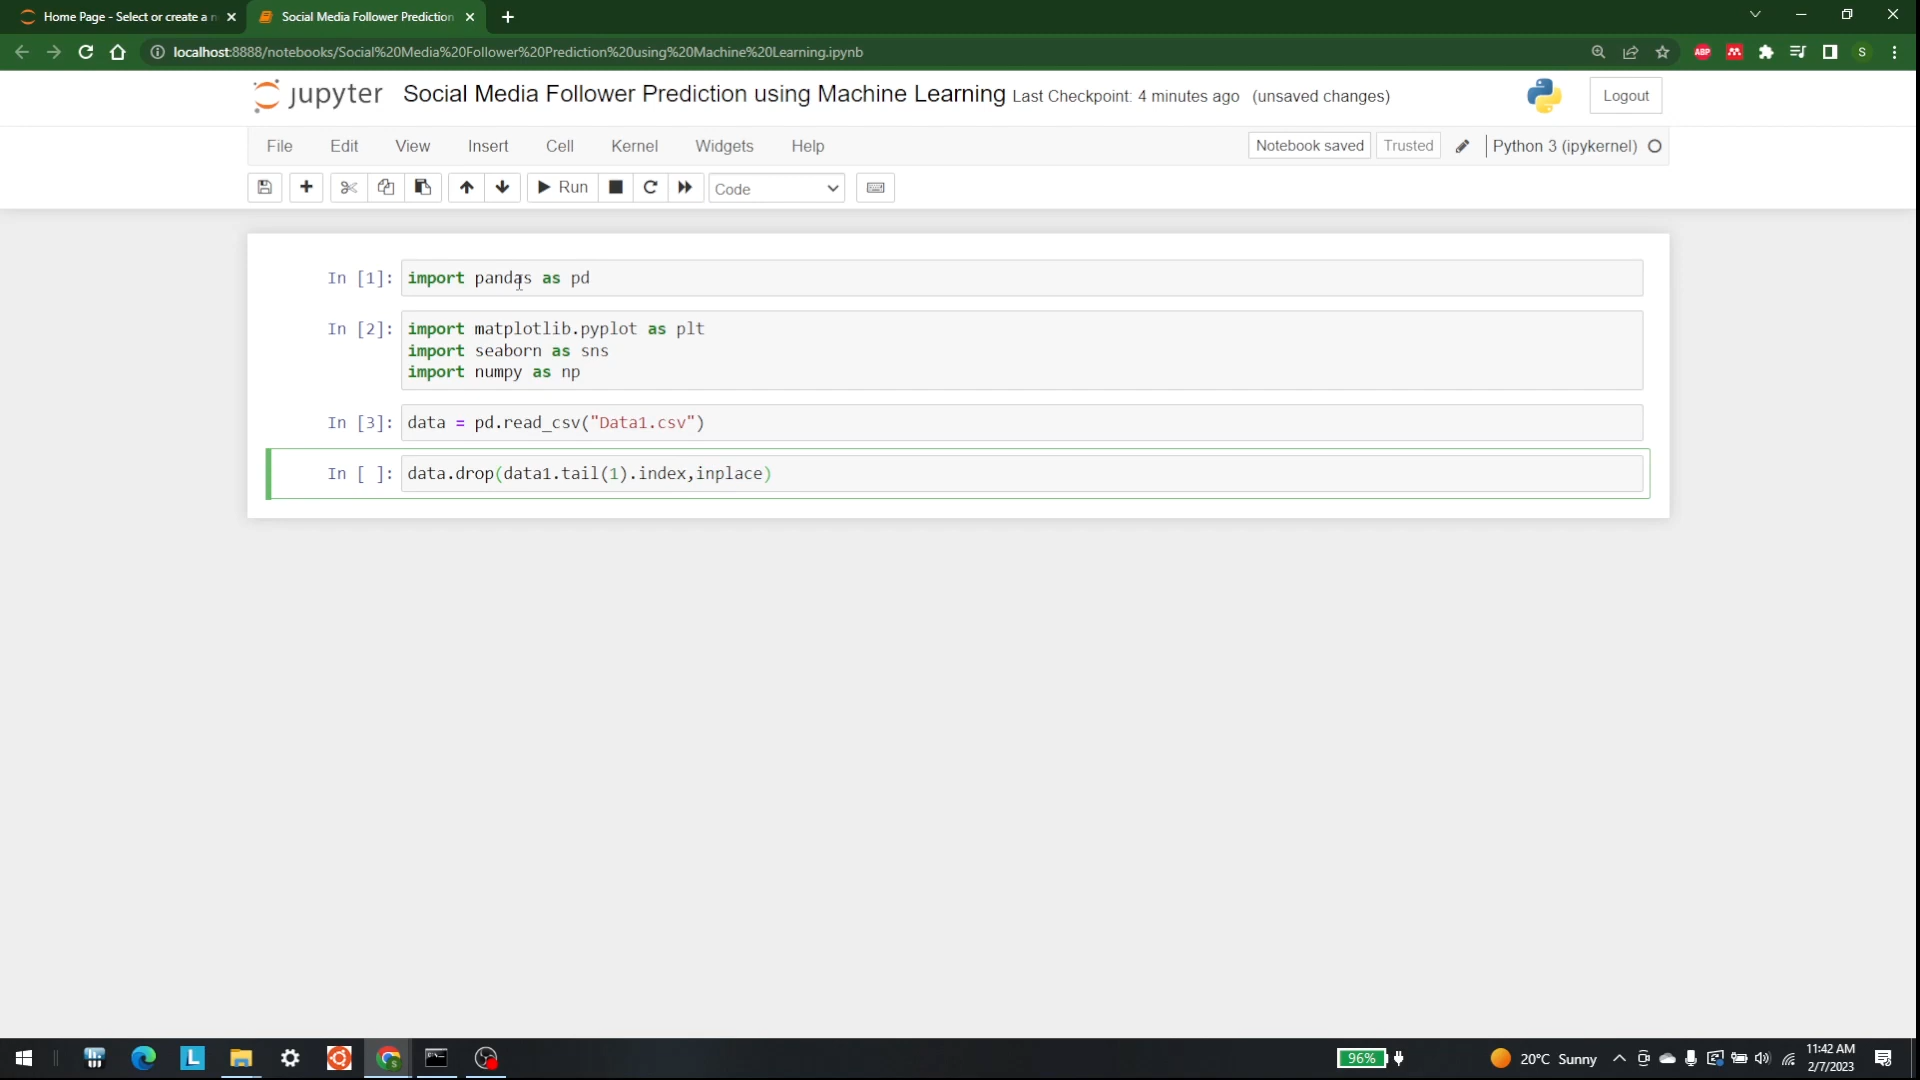 Home Page - Select or create a n
Social Media Follower Prediction
localhost:8888/notebooks/Social%20Media%20Follower%20Prediction%20using%20Machine%20Learning.ipynb
ABP
S
jupyter Social Media Follower Prediction using Machine Learning Last Checkpoint: 4 minutes ago (unsaved changes)
Logout
File Edit View Insert Cell Kernel Widgets Help
Notebook saved Trusted Python 3 (ipykernel)
Run Code
In [1]: import pandas as pd
In [2]: import matplotlib.pyplot as plt
import seaborn as sns
import numpy as np
In [3]: data = pd.read_csv("Data1.csv")
In [ ]: data.drop(data1.tail(1).index,inplace)
L
96%
20°C Sunny
11:42 AM
2/7/2023